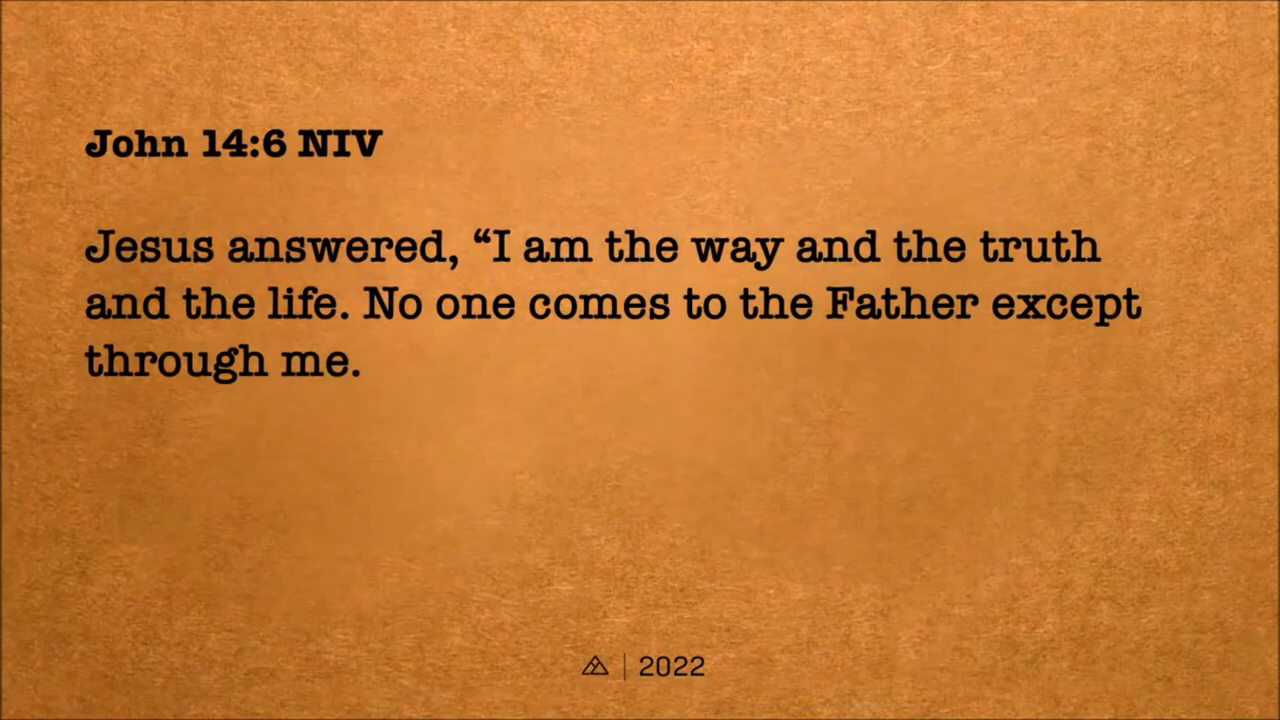 John 14:6 NIV
Jesus answered, “I am the way and the truth
and the life. No one comes to the Father except
through me.
2022